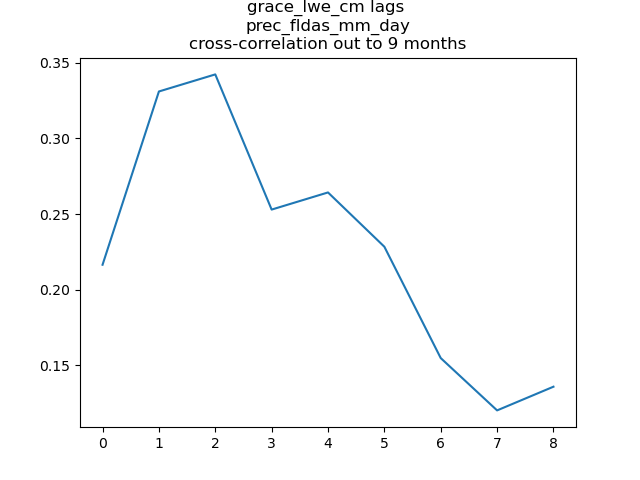 grace_lwe_cm lags
prec_fldas_mm_day
cross-correlation out to 9 months
0.35
0.30
0.25
0.20
0.15
0 1 2 3 4 5 6 7 8